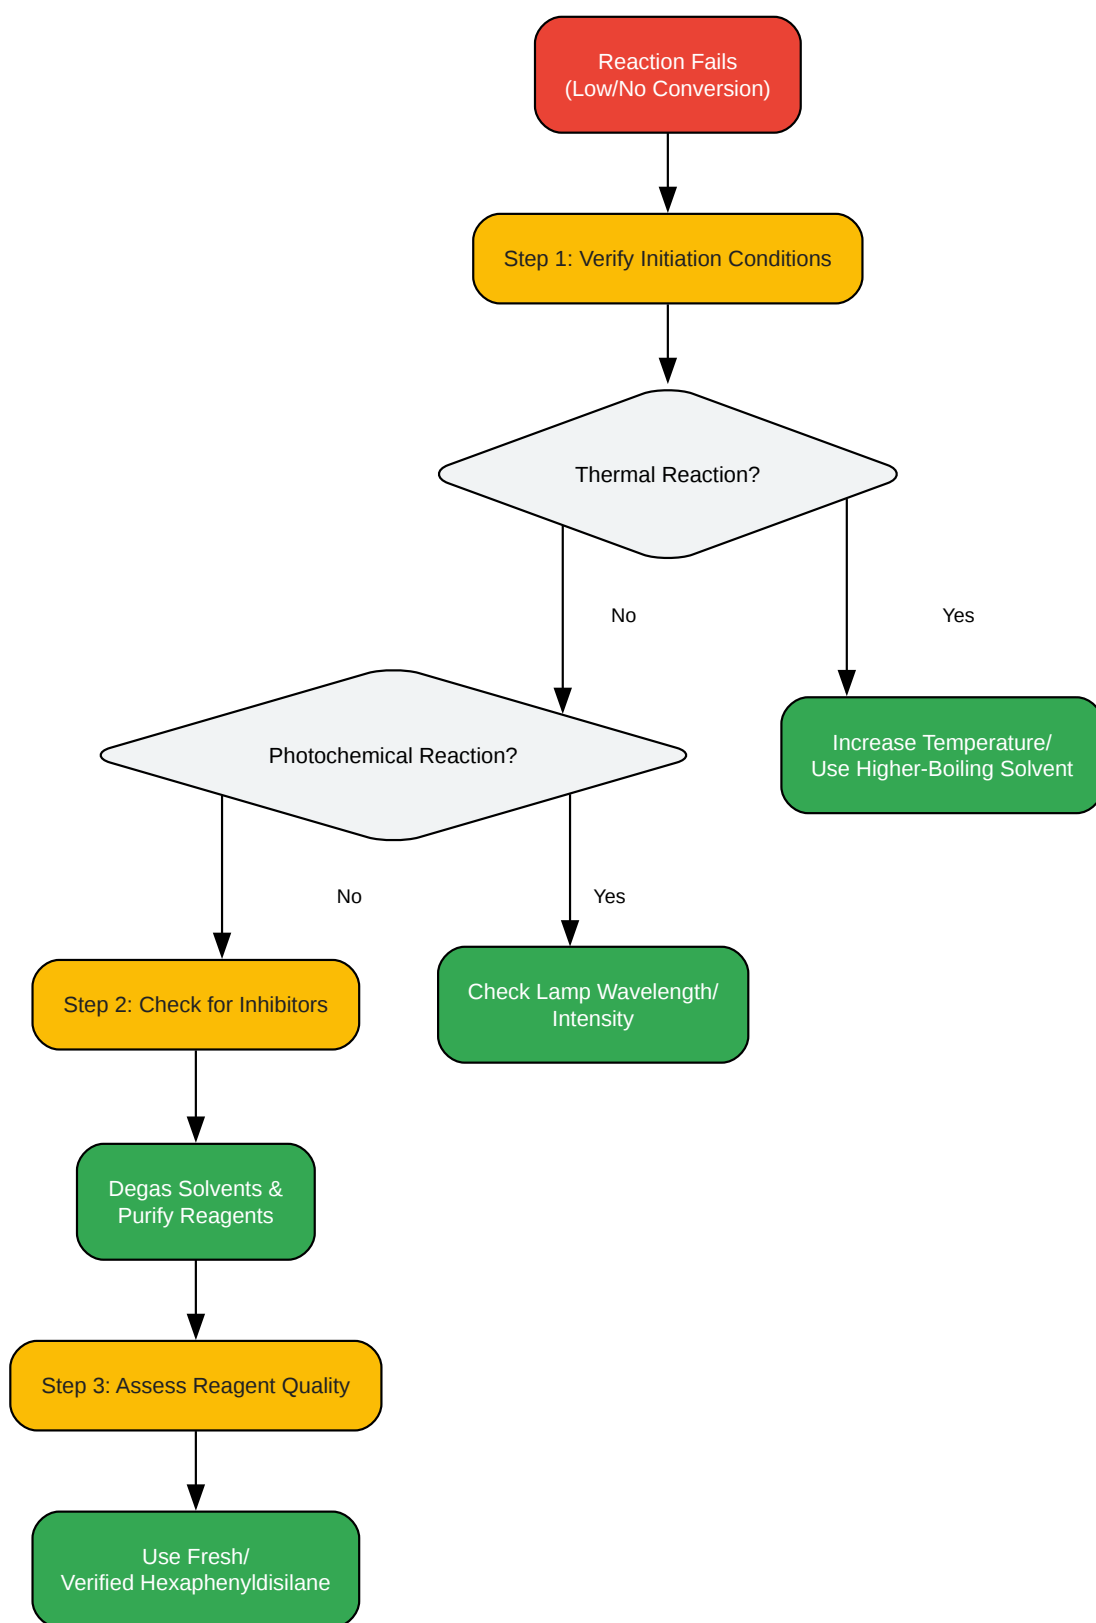 Reaction Fails
(Low/No Conversion)
Step 1: Verify Initiation Conditions
Thermal Reaction?
No
Yes
Photochemical Reaction?
Increase Temperature/
Use Higher-Boiling Solvent
No
Yes
Step 2: Check for Inhibitors
Check Lamp Wavelength/
Intensity
Degas Solvents &
Purify Reagents
Step 3: Assess Reagent Quality
Use Fresh/
Verified Hexaphenyldisilane